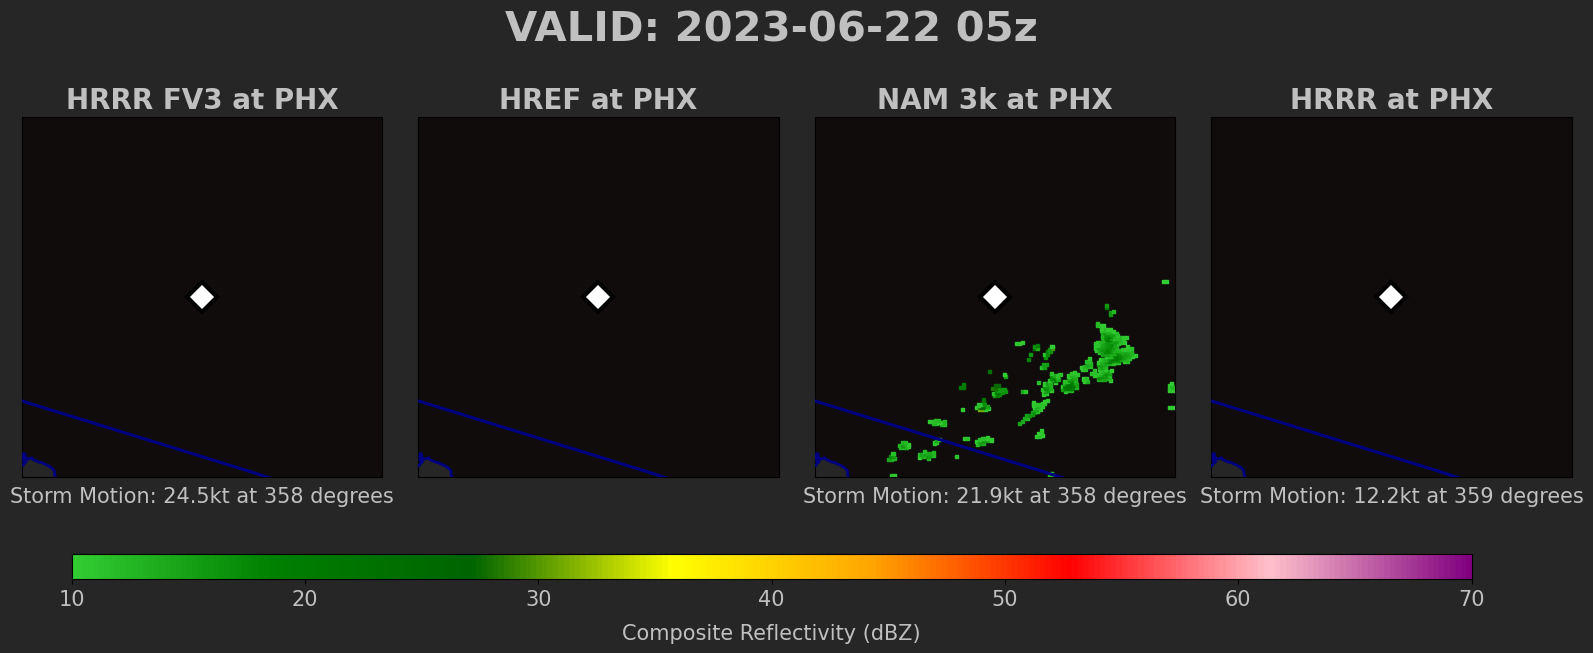 VALID: 2023-06-22 05z
HRRR FV3 at PHX
HREF at PHX
NAM 3k at PHX
HRRR at PHX
Storm Motion: 24.5kt at 358 degrees
Storm Motion: 21.9kt at 358 degrees
Storm Motion: 12.2kt at 359 degrees
10 20 30 40 50 60 70
Composite Reflectivity (dBZ)